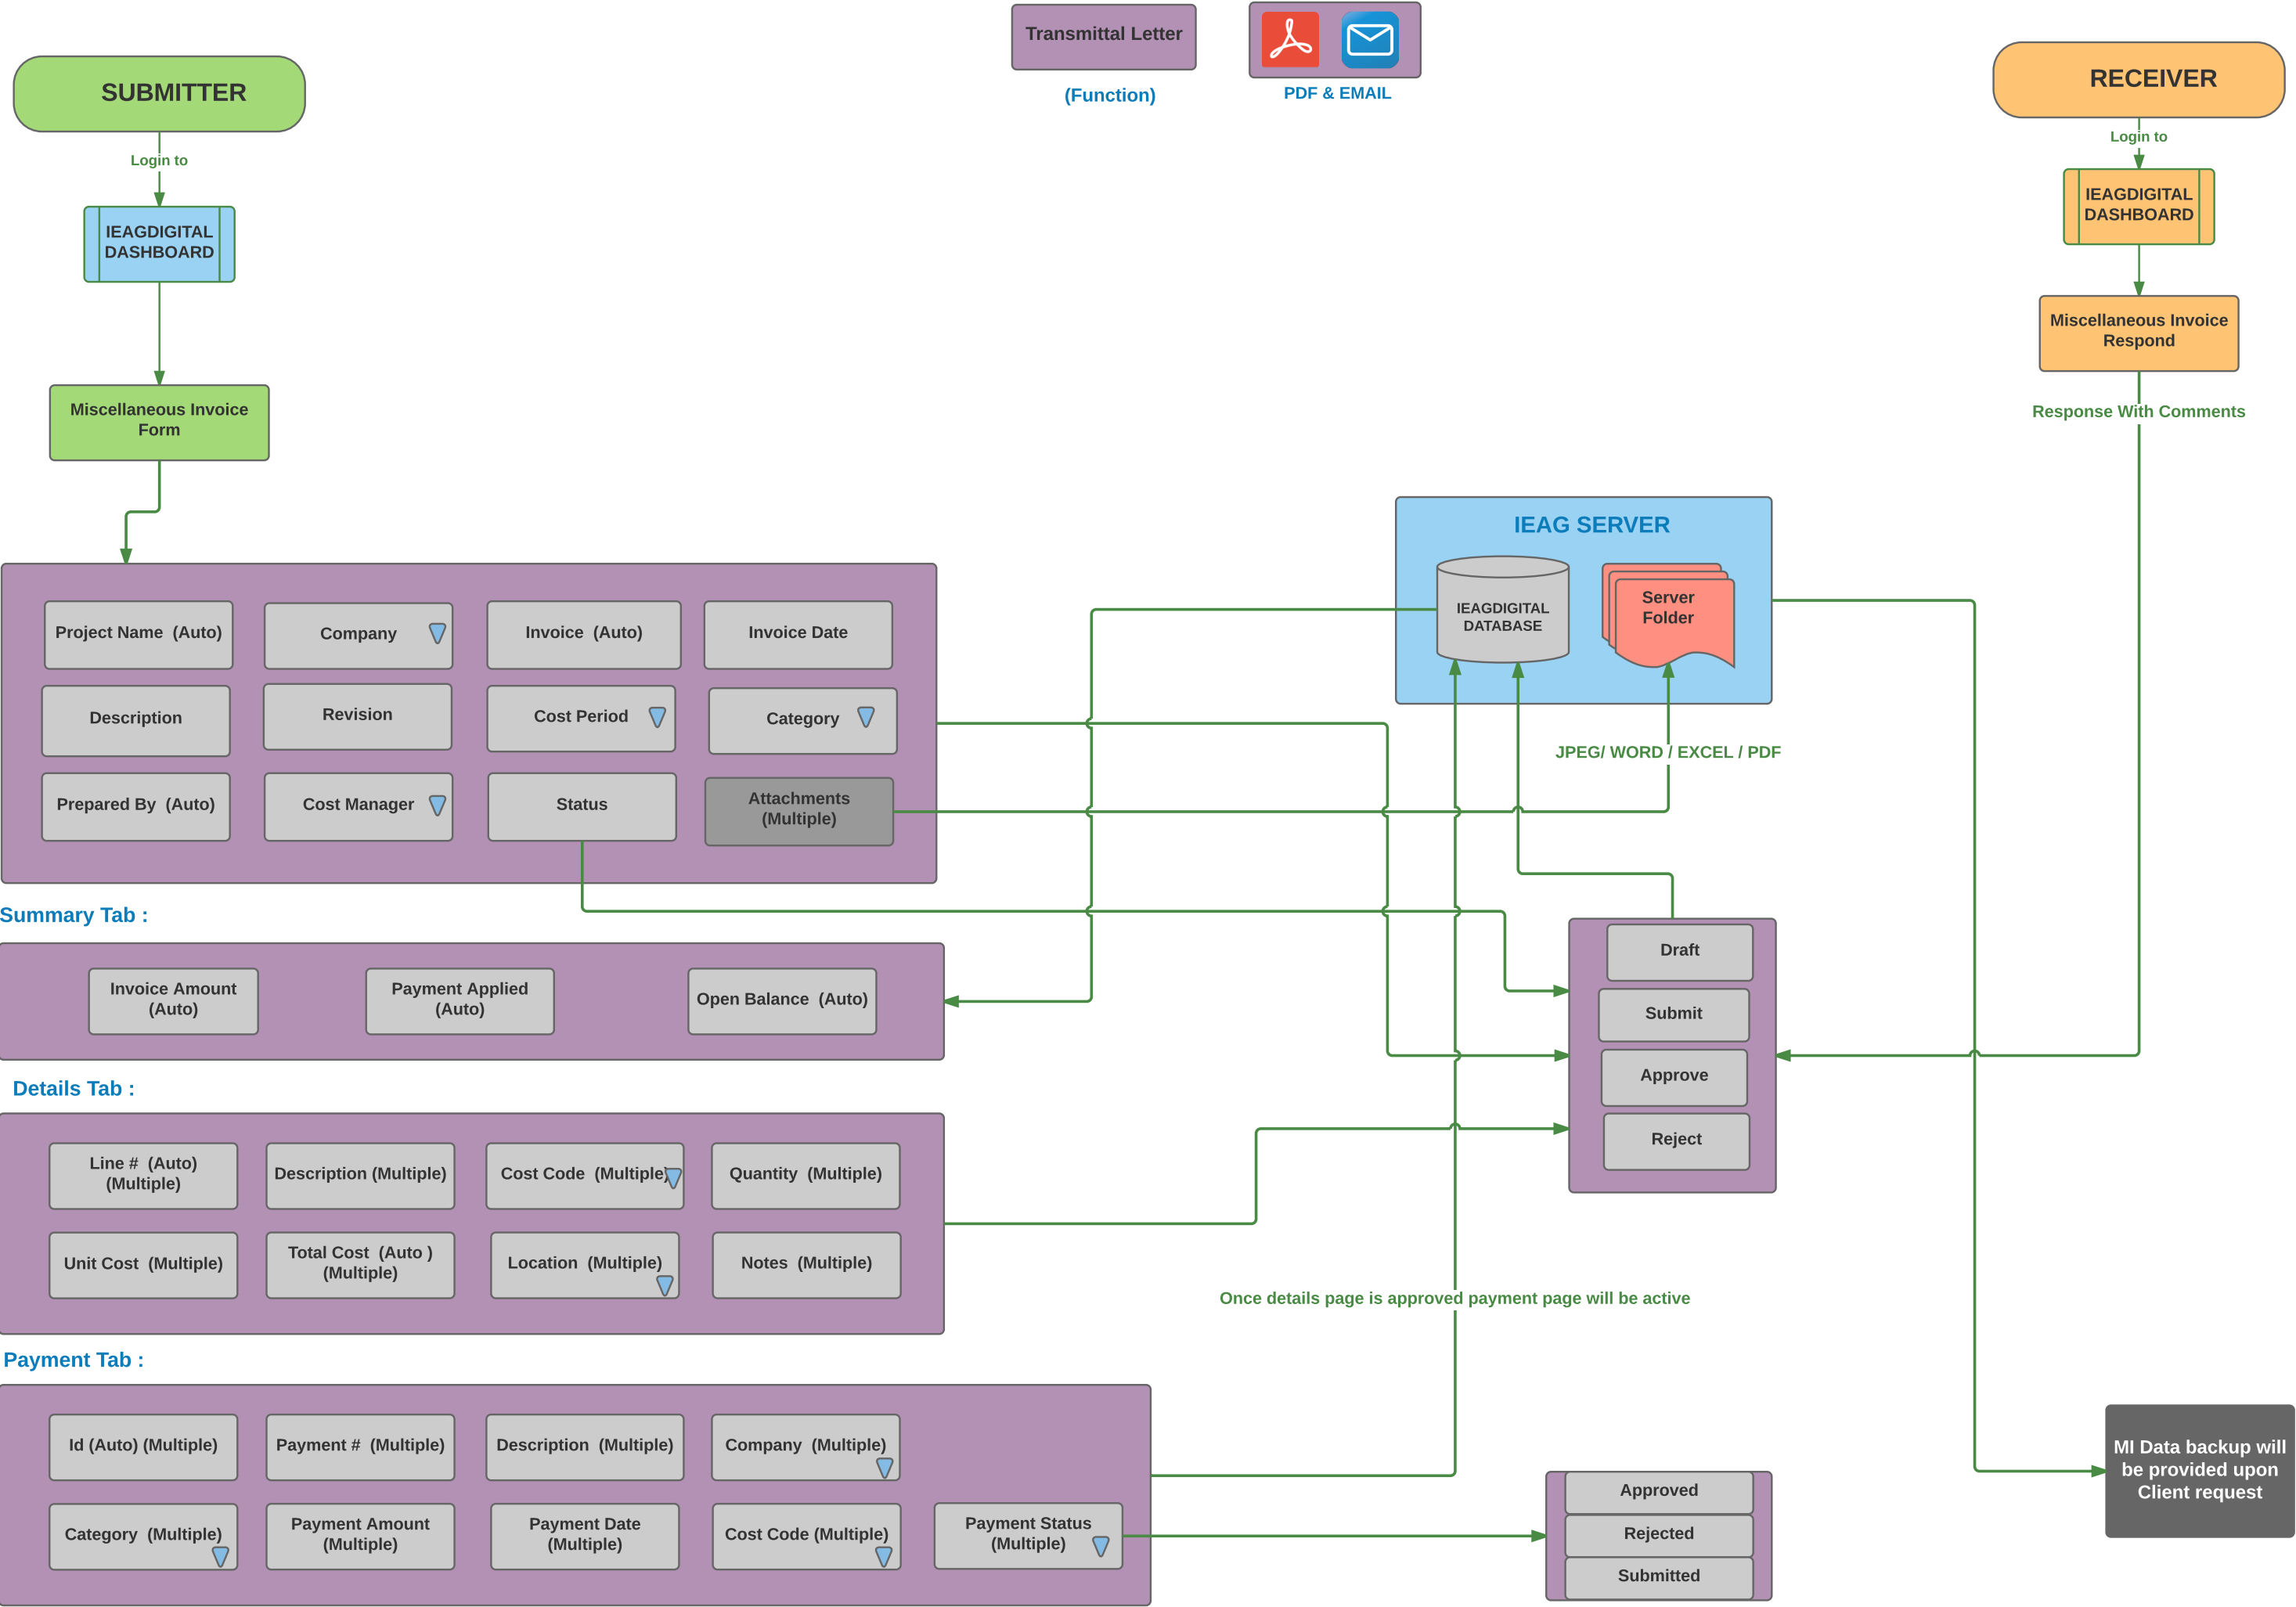 Transmittal Letter
(Function)
PDF & EMAIL
SUBMITTER
Login to
IEAGDIGITAL
DASHBOARD
Miscellaneous Invoice
Form
RECEIVER
Login to
IEAGDIGITAL
DASHBOARD
Miscellaneous Invoice
Respond
Response With Comments
IEAG SERVER
IEAGDIGITAL
DATABASE
Server
Folder
JPEG/ WORD / EXCEL / PDF
Project Name (Auto)
Company
Invoice (Auto)
Invoice Date
Description
Revision
Cost Period
Category
Prepared By (Auto)
Cost Manager
Status
Attachments
(Multiple)
Summary Tab :
Invoice Amount
(Auto)
Payment Applied
(Auto)
Open Balance (Auto)
Draft
Submit
Approve
Reject
Details Tab :
Line # (Auto)
(Multiple)
Description (Multiple)
Cost Code (Multiple)
Quantity (Multiple)
Unit Cost (Multiple)
Total Cost (Auto )
(Multiple)
Location (Multiple)
Notes (Multiple)
Once details page is approved payment page will be active
Payment Tab :
Id (Auto) (Multiple)
Payment # (Multiple)
Description (Multiple)
Company (Multiple)
Category (Multiple)
Payment Amount
(Multiple)
Payment Date
(Multiple)
Cost Code (Multiple)
Payment Status
(Multiple)
Approved
Rejected
Submitted
MI Data backup will
be provided upon
Client request